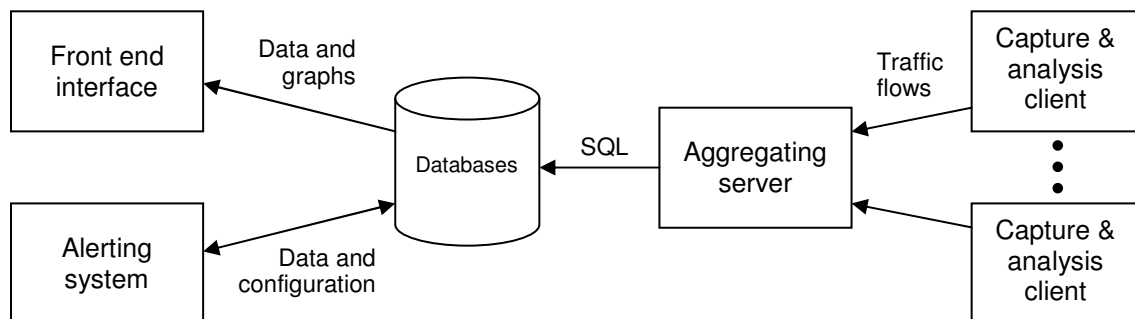 Front end
interface
Data and
graphs
Databases
SQL
Aggregating
server
Traffic
flows
Capture &
analysis
client
Alerting
system
Data and
configuration
Capture &
analysis
client